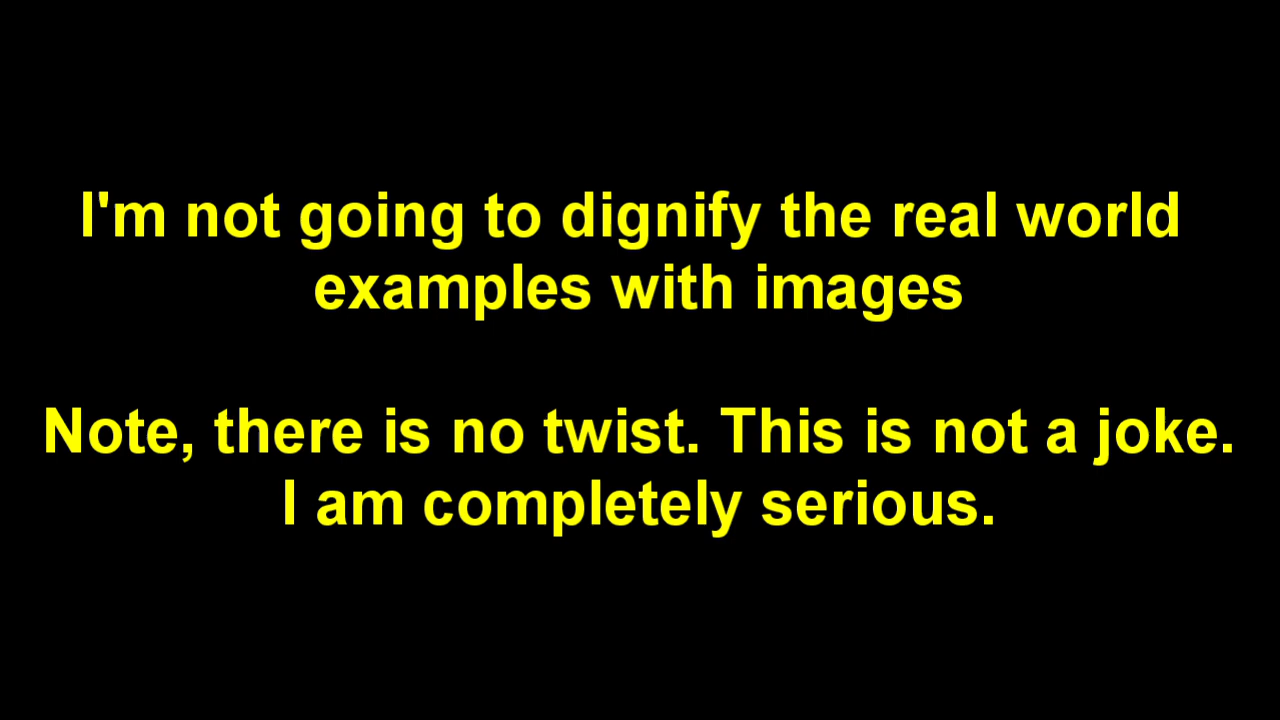 I'm not going to dignify the real world
examples with images
Note, there is no twist. This is not a joke.
I am completely serious.